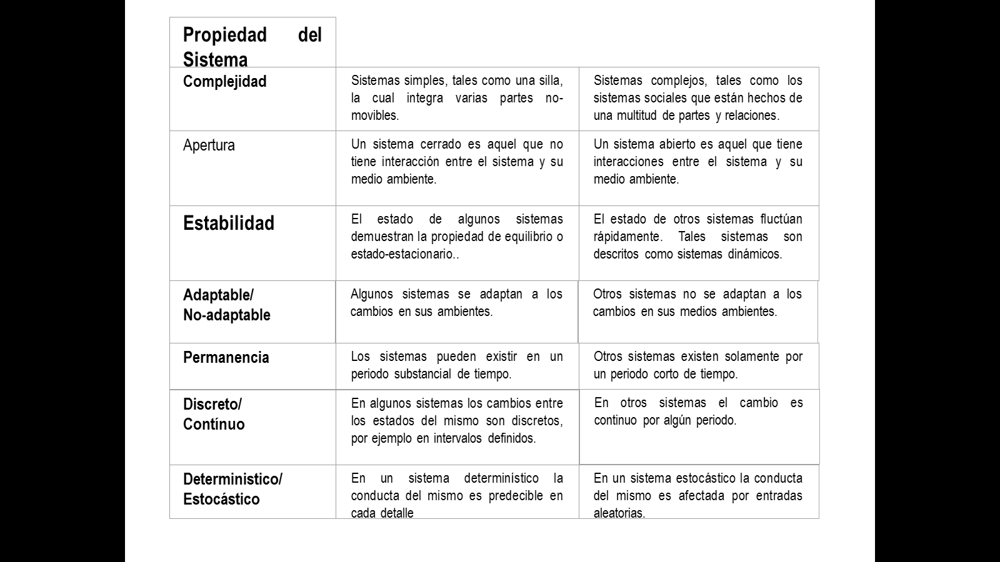 Propiedad del
Sistema
Complejidad
Sistemas simples, tales como una silla,
la cual integra varias partes no-
movibles.
Sistemas complejos, tales como los
sistemas sociales que están hechos de
una multitud de partes y relaciones.
Apertura
Un sistema cerrado es aquel que no
tiene interacción entre el sistema y su
medio ambiente.
Un sistema abierto es aquel que tiene
interacciones entre el sistema y su
medio ambiente.
Estabilidad
El estado de algunos sistemas
demuestran la propiedad de equilibrio o
estado-estacionario..
El estado de otros sistemas fluctúan
rápidamente. Tales sistemas son
descritos como sistemas dinámicos.
Adaptable/
No-adaptable
Algunos sistemas se adaptan a los
cambios en sus ambientes.
Otros sistemas no se adaptan a los
cambios en sus medios ambientes.
Permanencia
Los sistemas pueden existir en un
periodo substancial de tiempo.
Otros sistemas existen solamente por
un periodo corto de tiempo.
Discreto/
Contínuo
En algunos sistemas los cambios entre
los estados del mismo son discretos,
por ejemplo en intervalos definidos.
En otros sistemas el cambio es
continuo por algún periodo.
Deterministico/
Estocástico
En un sistema determinístico la
conducta del mismo es predecible en
cada detalle
En un sistema estocástico la conducta
del mismo es afectada por entradas
aleatorias.